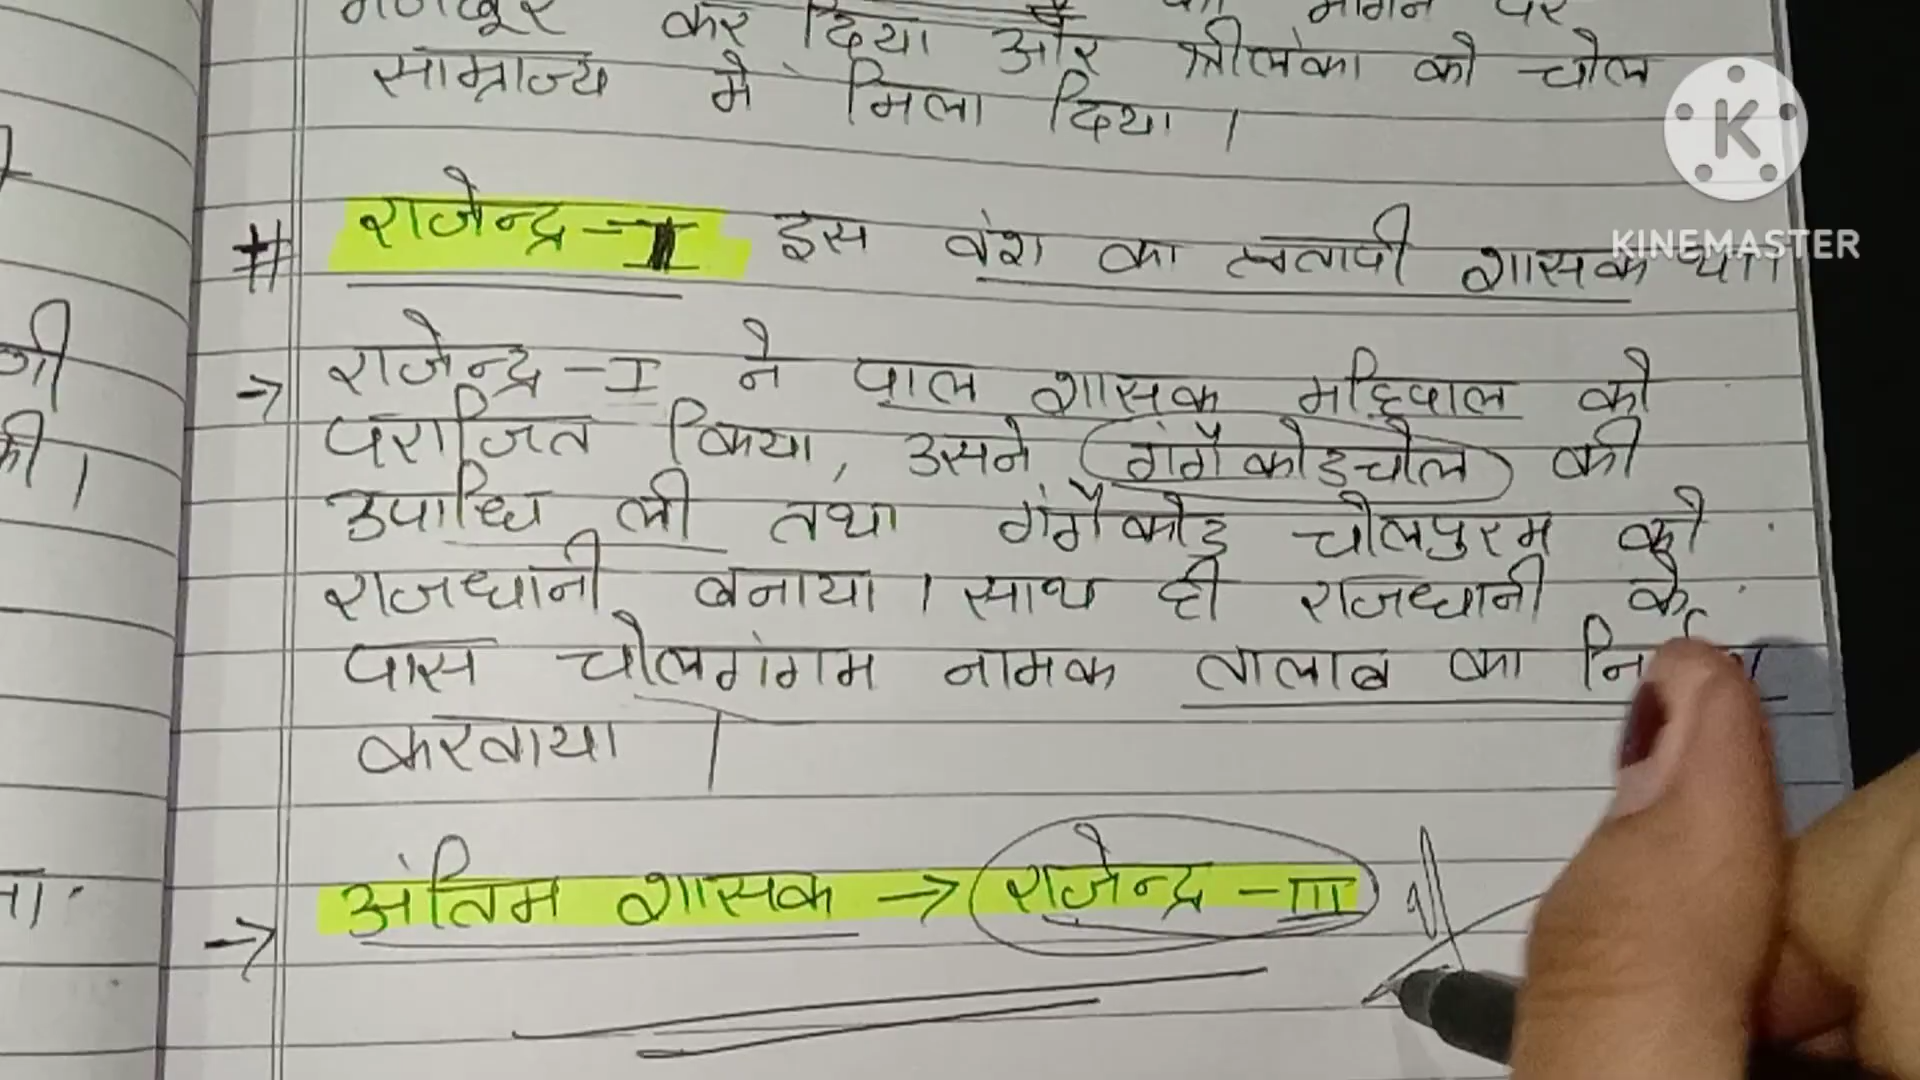 कर दिया और श्रीलंका को चोल
साम्राज्य में मिला दिया।
K
KINEMASTER
# राजेन्द्र-I इस वंश का प्रतापी शासक था।
→ राजेन्द्र-I ने पाल शासक महिपाल को
पराजित किया, उसने गंगैकोडचोल की
उपाधि ली तथा गंगैकोड चोलपुरम को
राजधानी बनाया। साथ ही राजधानी के
पास चोलगंगम नामक तालाब का
करवाया।
→ अंतिम शासक → राजेन्द्र-III